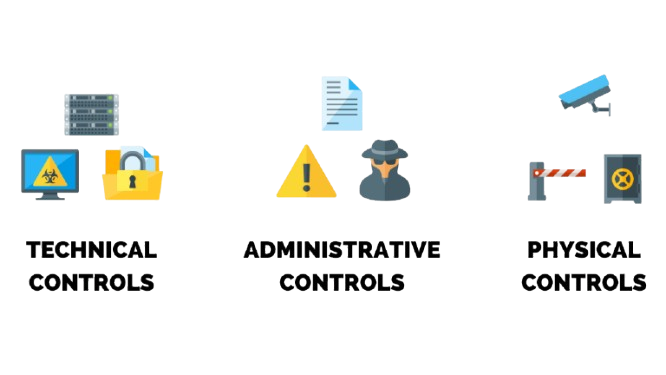 TECHNICAL
CONTROLS
ADMINISTRATIVE
CONTROLS
PHYSICAL
CONTROLS